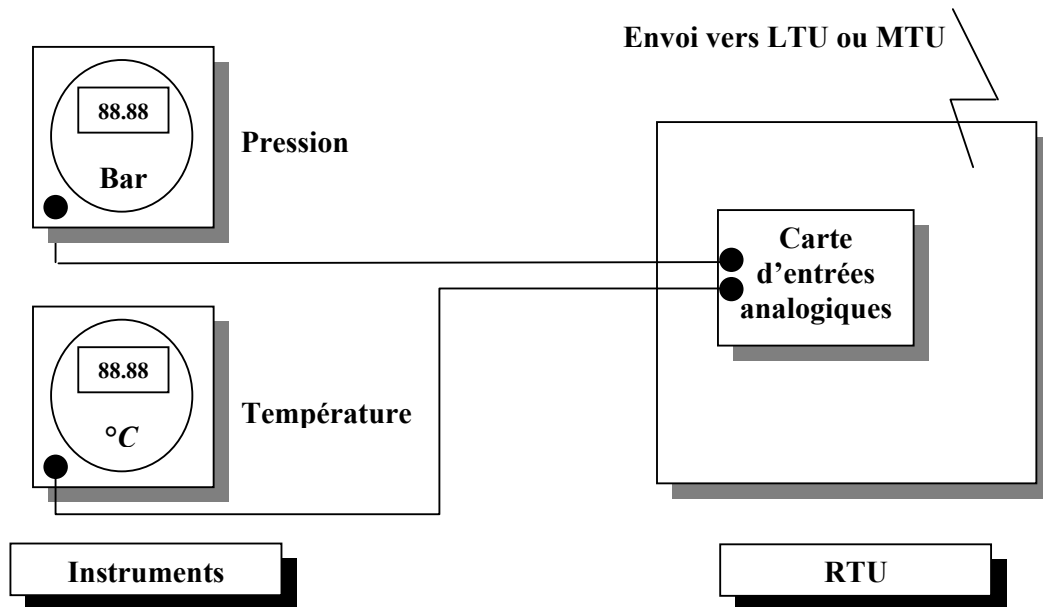 Envoi vers LTU ou MTU
88.88
Bar
Pression
Carte
d’entrées
analogiques
88.88
°C
Température
Instruments
RTU